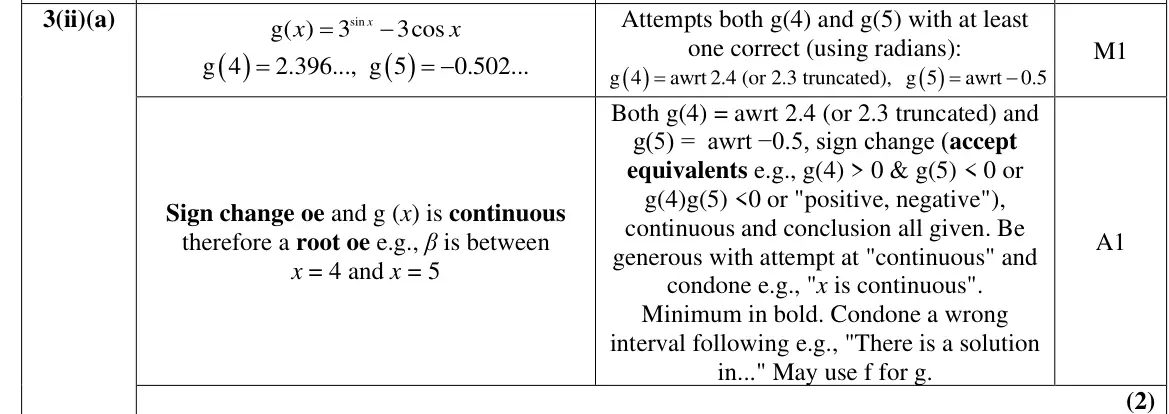 3(ii)(a)
g(x) = 3^{sin x} − 3cos x
g(4) = 2.396..., g(5) = −0.502...
Attempts both g(4) and g(5) with at least
one correct (using radians):
g(4) = awrt 2.4 (or 2.3 truncated), g(5) = awrt −0.5
M1
Sign change oe and g (x) is continuous
therefore a root oe e.g., β is between
x = 4 and x = 5
Both g(4) = awrt 2.4 (or 2.3 truncated) and
g(5) = awrt −0.5, sign change (accept
equivalents e.g., g(4) > 0 & g(5) < 0 or
g(4)g(5) <0 or "positive, negative"),
continuous and conclusion all given. Be
generous with attempt at "continuous" and
condone e.g., "x is continuous".
Minimum in bold. Condone a wrong
interval following e.g., "There is a solution
in..." May use f for g.
A1
(2)